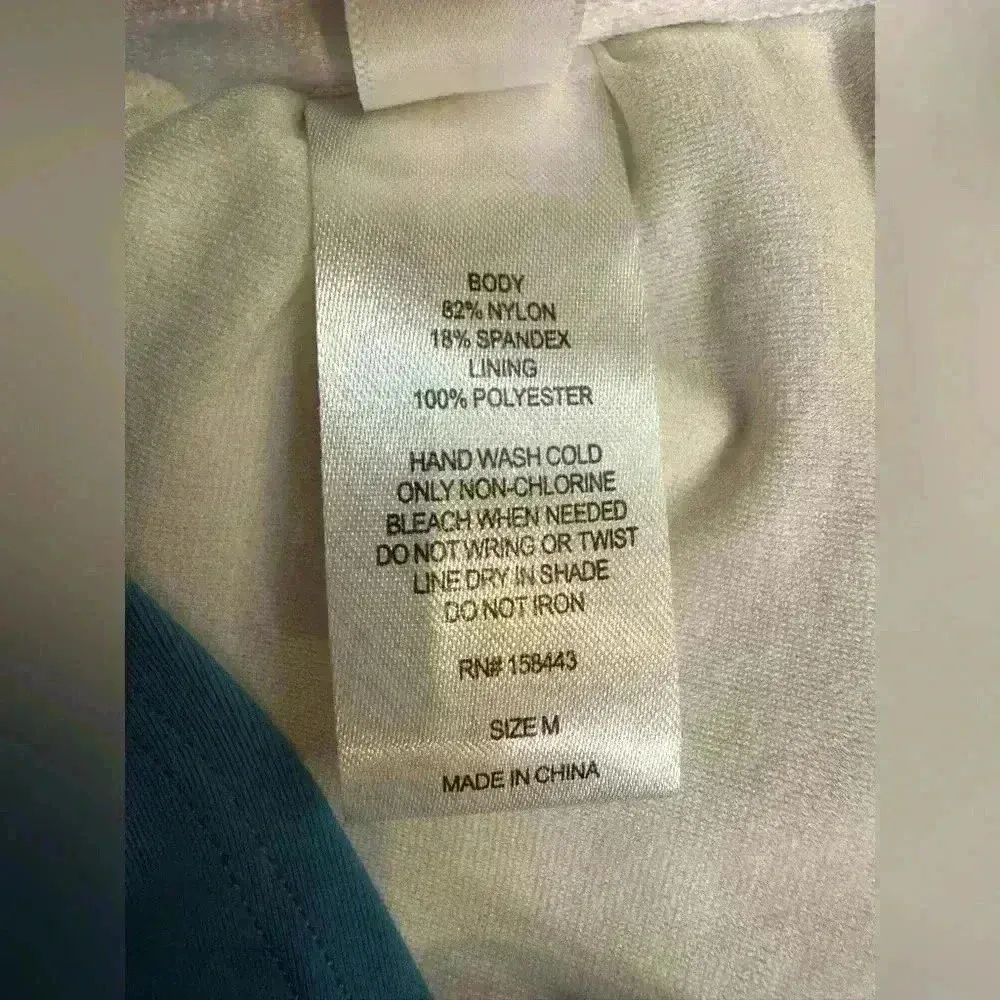 BODY
82% NYLON
18% SPANDEX
LINING
100% POLYESTER
HAND WASH COLD
ONLY NON-CHLORINE
BLEACH WHEN NEEDED
DO NOT WRING OR TWIST
LINE DRY IN SHADE
DO NOT IRON
RN# 158443
SIZE M
MADE IN CHINA